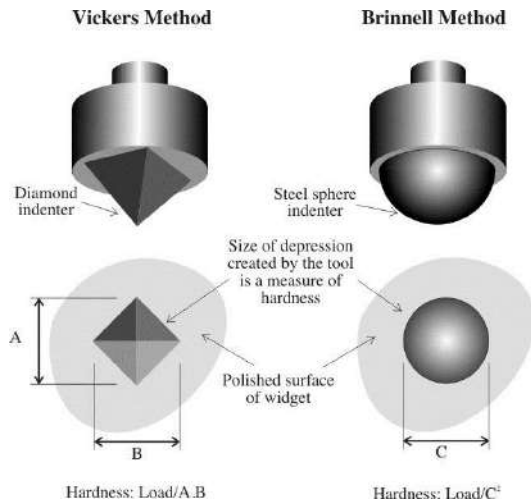 Vickers Method
Brinnell Method
Diamond
indenter
Steel sphere
indenter
Size of depression
created by the tool
is a measure of
hardness
A
Polished surface
of widget
B
C
Hardness: Load/A.B
Hardness: Load/C²